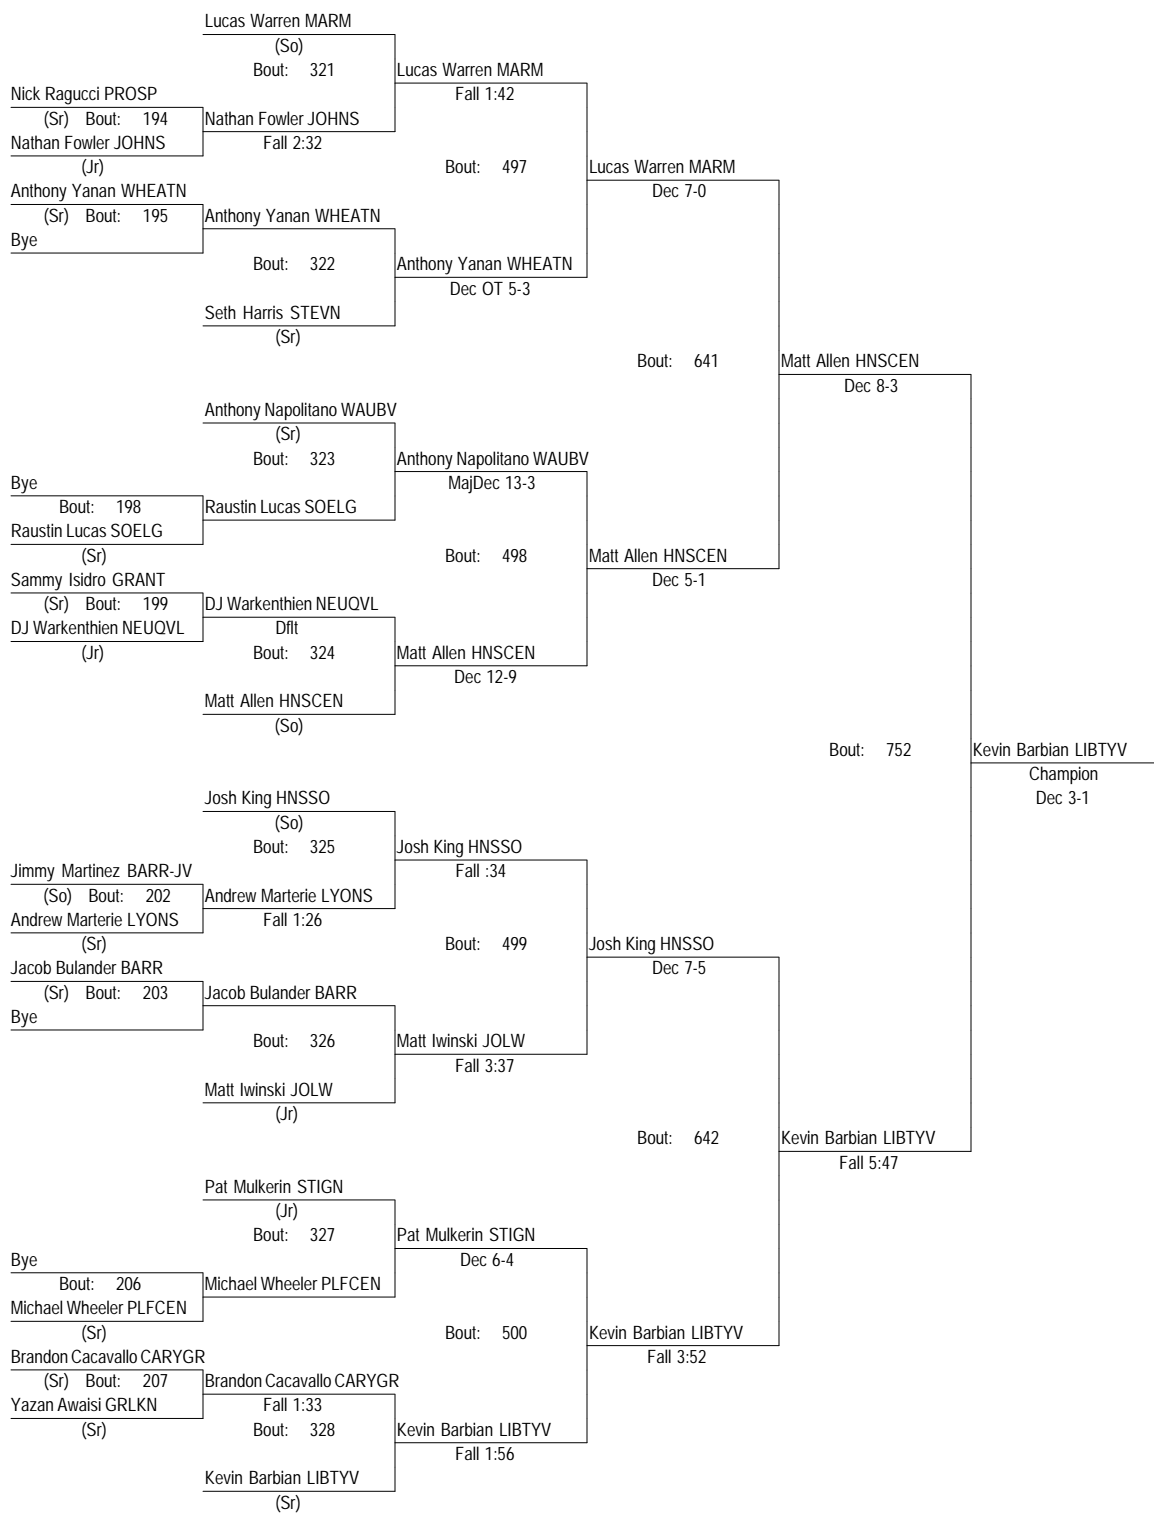 Lucas Warren MARM
(So)
Bout: 321
Lucas Warren MARM
Fall 1:42
Nick Ragucci PROSP
(Sr) Bout: 194
Nathan Fowler JOHNS
Fall 2:32
Nathan Fowler JOHNS
(Jr)
Bout: 497
Lucas Warren MARM
Dec 7-0
Anthony Yanan WHEATN
(Sr) Bout: 195
Anthony Yanan WHEATN
Bye
Bout: 322
Anthony Yanan WHEATN
Dec OT 5-3
Seth Harris STEVN
(Sr)
Bout: 641
Matt Allen HNSCEN
Dec 8-3
Anthony Napolitano WAUBV
(Sr)
Bout: 323
Anthony Napolitano WAUBV
MajDec 13-3
Bye
Bout: 198
Raustin Lucas SOELG
Raustin Lucas SOELG
(Sr)
Bout: 498
Matt Allen HNSCEN
Dec 5-1
Sammy Isidro GRANT
(Sr) Bout: 199
DJ Warkenthien NEUQVL
Dflt
DJ Warkenthien NEUQVL
(Jr)
Bout: 324
Matt Allen HNSCEN
Dec 12-9
Matt Allen HNSCEN
(So)
Bout: 752
Kevin Barbian LIBTYV
Champion
Dec 3-1
Josh King HNSSO
(So)
Bout: 325
Josh King HNSSO
Fall :34
Jimmy Martinez BARR-JV
(So) Bout: 202
Andrew Marterie LYONS
Fall 1:26
Andrew Marterie LYONS
(Sr)
Bout: 499
Josh King HNSSO
Dec 7-5
Jacob Bulander BARR
(Sr) Bout: 203
Jacob Bulander BARR
Bye
Bout: 326
Matt Iwinski JOLW
Fall 3:37
Matt Iwinski JOLW
(Jr)
Bout: 642
Kevin Barbian LIBTYV
Fall 5:47
Pat Mulkerin STIGN
(Jr)
Bout: 327
Pat Mulkerin STIGN
Dec 6-4
Bye
Bout: 206
Michael Wheeler PLFCEN
Michael Wheeler PLFCEN
(Sr)
Bout: 500
Kevin Barbian LIBTYV
Fall 3:52
Brandon Cacavallo CARYGR
(Sr) Bout: 207
Brandon Cacavallo CARYGR
Fall 1:33
Yazan Awaisi GRLKN
(Sr)
Bout: 328
Kevin Barbian LIBTYV
Fall 1:56
Kevin Barbian LIBTYV
(Sr)